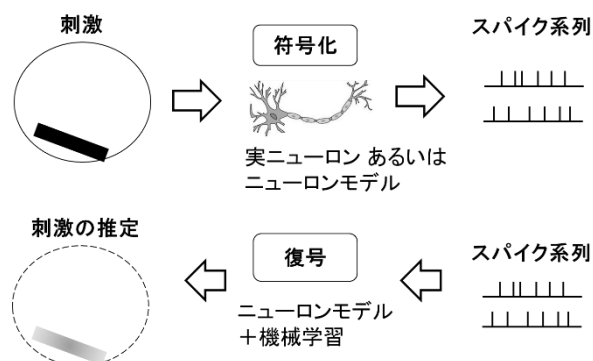 刺激
符号化
スパイク系列
実ニューロン あるいは
ニューロンモデル
刺激の推定
復号
スパイク系列
ニューロンモデル
＋機械学習